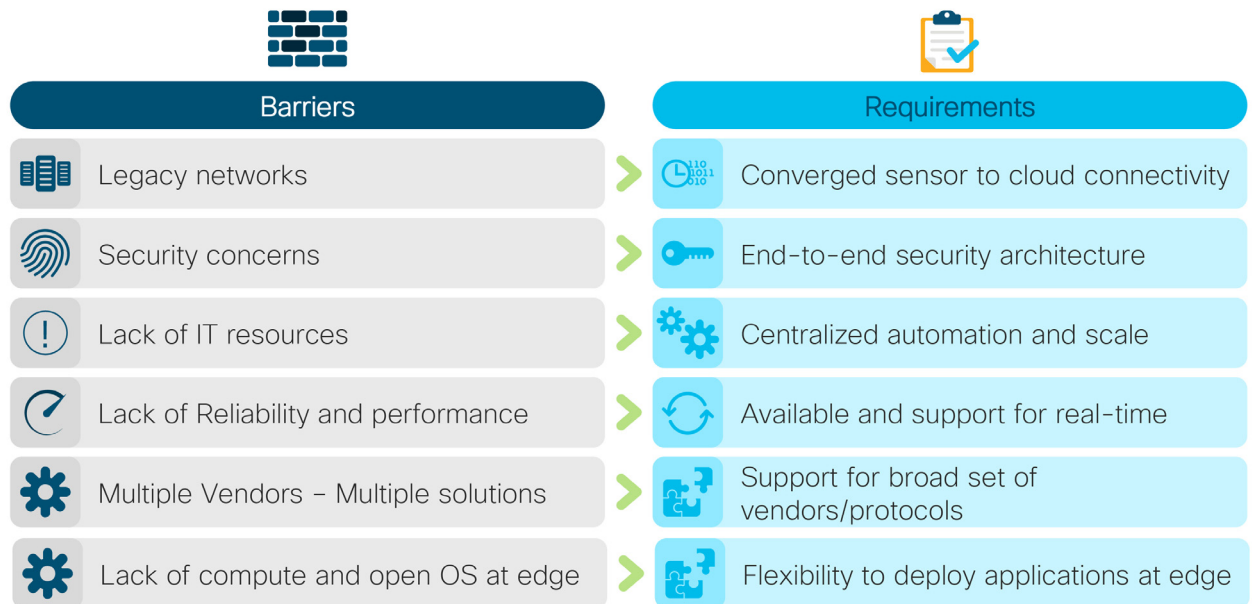 Barriers
Requirements
Legacy networks
Converged sensor to cloud connectivity
110
1011
010
Security concerns
End-to-end security architecture
Lack of IT resources
Centralized automation and scale
Lack of Reliability and performance
Available and support for real-time
Multiple Vendors – Multiple solutions
Support for broad set of
vendors/protocols
Lack of compute and open OS at edge
Flexibility to deploy applications at edge